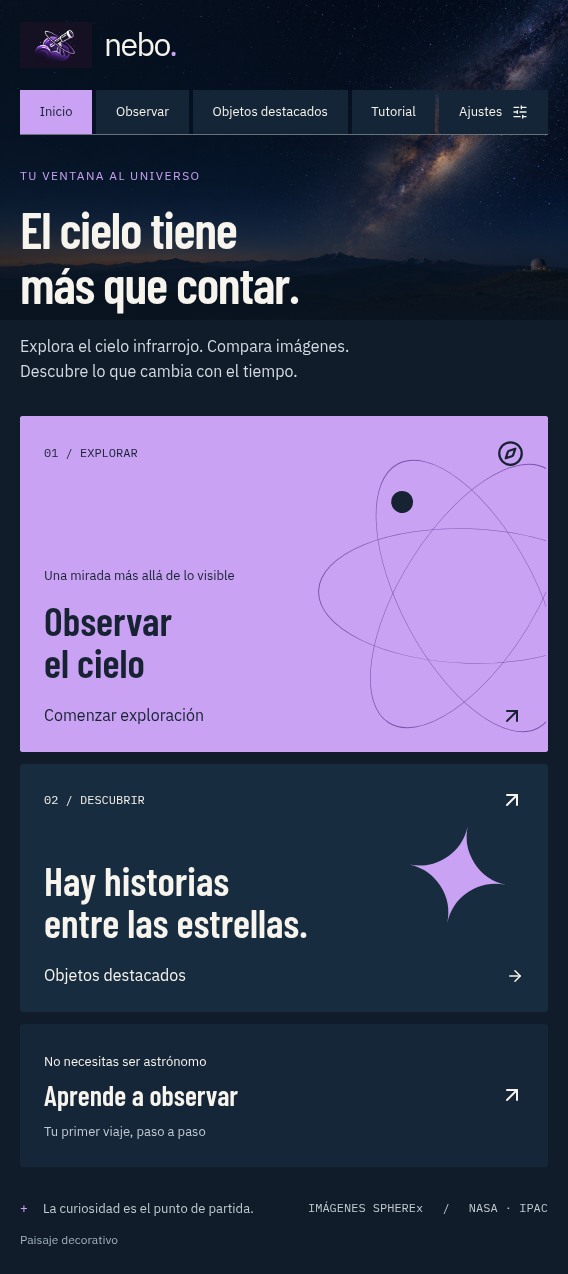 nebo.
Inicio
Observar
Objetos destacados
Tutorial
Ajustes
TU VENTANA AL UNIVERSO
El cielo tiene
más que contar.
Explora el cielo infrarrojo. Compara imágenes.
Descubre lo que cambia con el tiempo.
01 / EXPLORAR
Una mirada más allá de lo visible
Observar
el cielo
Comenzar exploración
02 / DESCUBRIR
Hay historias
entre las estrellas.
Objetos destacados
No necesitas ser astrónomo
Aprende a observar
Tu primer viaje, paso a paso
+ La curiosidad es el punto de partida.
IMÁGENES SPHEREx / NASA · IPAC
Paisaje decorativo